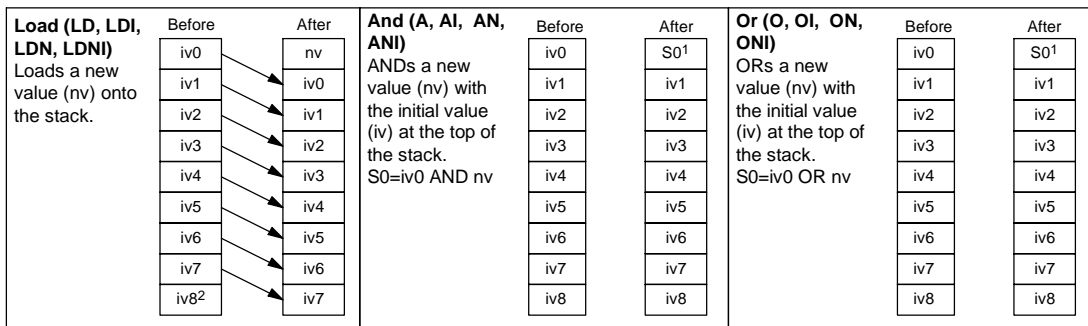 Load (LD, LDI,
LDN, LDNI)
Loads a new
value (nv) onto
the stack.
Before
iv0
iv1
iv2
iv3
iv4
iv5
iv6
iv7
iv8²
After
nv
iv0
iv1
iv2
iv3
iv4
iv5
iv6
iv7
And (A, AI, AN,
ANI)
ANDs a new
value (nv) with
the initial value
(iv) at the top of
the stack.
S0=iv0 AND nv
Before
iv0
iv1
iv2
iv3
iv4
iv5
iv6
iv7
iv8
After
S0¹
iv1
iv2
iv3
iv4
iv5
iv6
iv7
iv8
Or (O, OI, ON,
ONI)
ORs a new
value (nv) with
the initial value
(iv) at the top of
the stack.
S0=iv0 OR nv
Before
iv0
iv1
iv2
iv3
iv4
iv5
iv6
iv7
iv8
After
S0¹
iv1
iv2
iv3
iv4
iv5
iv6
iv7
iv8